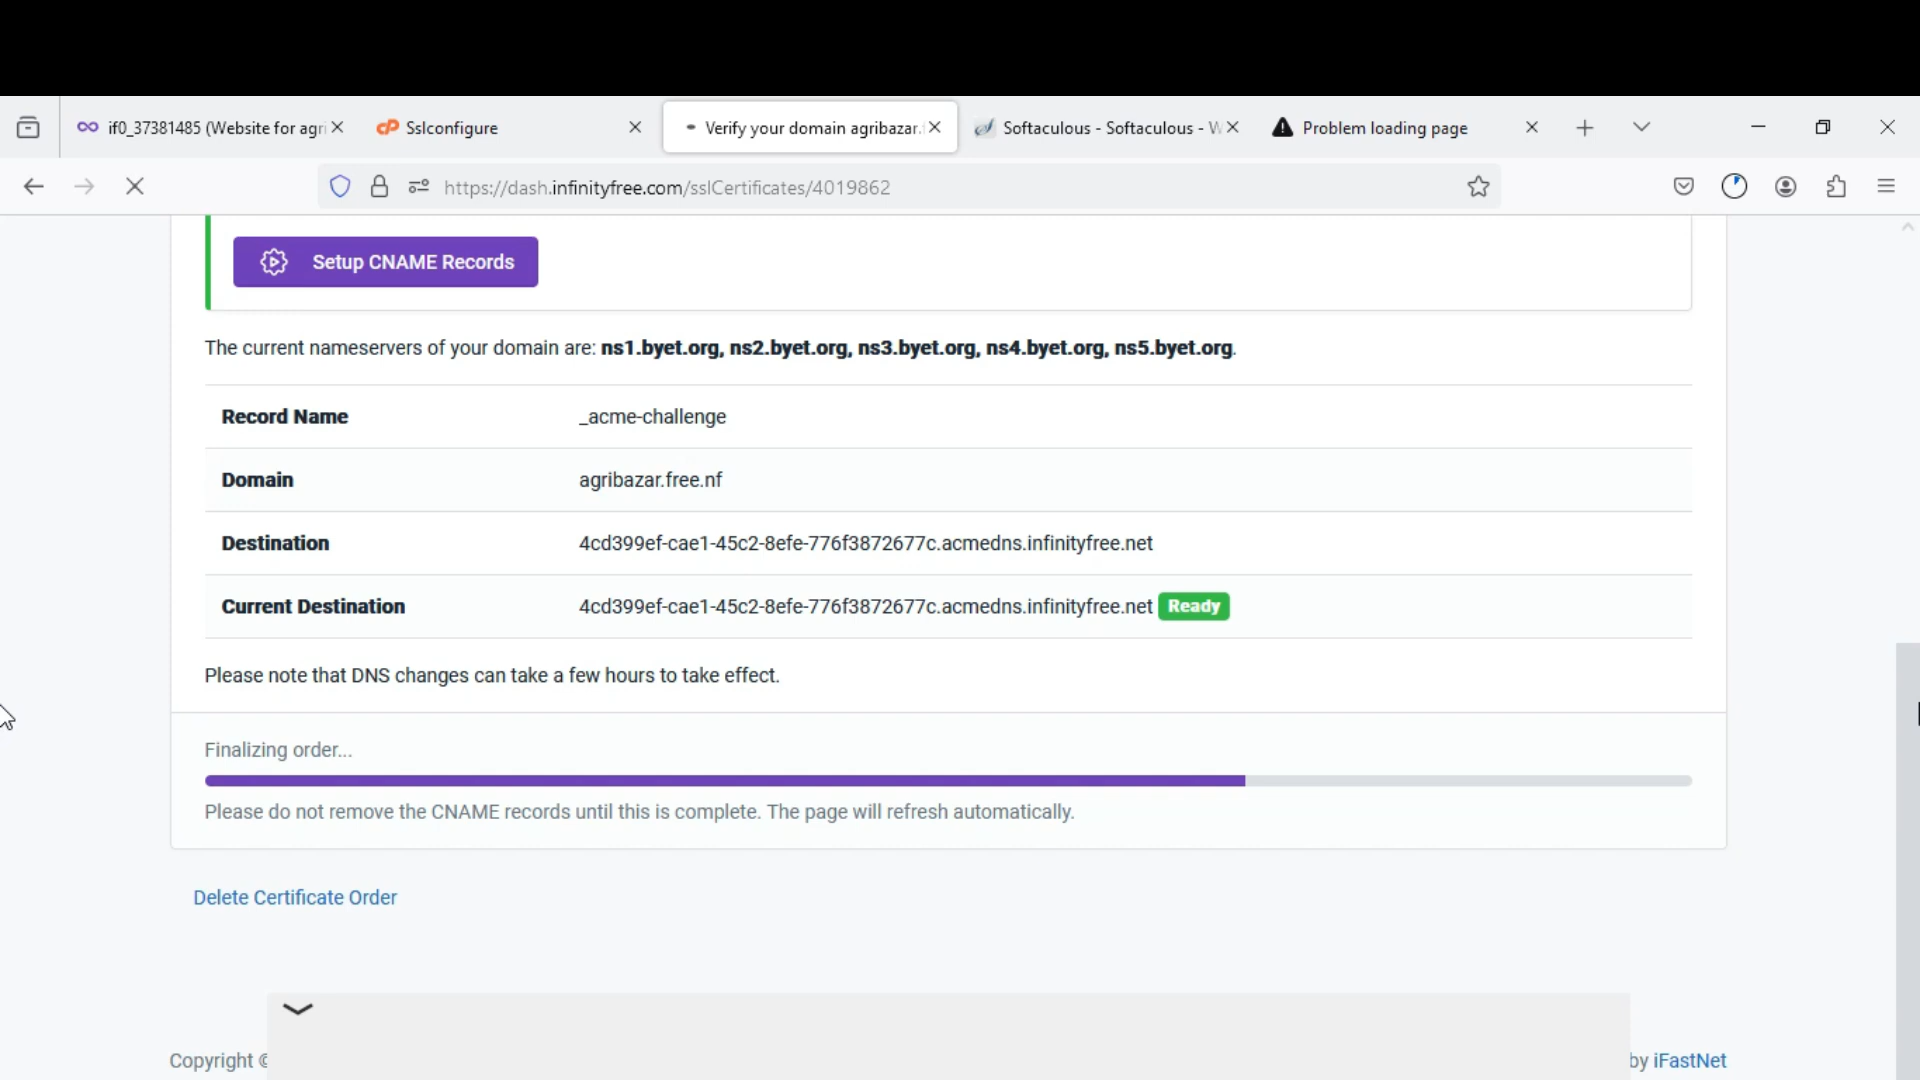 if0_37381485 (Website for agri
Sslconfigure
Verify your domain agribazar.
Softaculous - Softaculous - W
Problem loading page
https://dash.infinityfree.com/sslCertificates/4019862
Setup CNAME Records
The current nameservers of your domain are: ns1.byet.org, ns2.byet.org, ns3.byet.org, ns4.byet.org, ns5.byet.org.
Record Name _acme-challenge
Domain agribazar.free.nf
Destination 4cd399ef-cae1-45c2-8efe-776f3872677c.acmedns.infinityfree.net
Current Destination 4cd399ef-cae1-45c2-8efe-776f3872677c.acmedns.infinityfree.net Ready
Please note that DNS changes can take a few hours to take effect.
Finalizing order...
Please do not remove the CNAME records until this is complete. The page will refresh automatically.
Delete Certificate Order
Copyright ©
by iFastNet